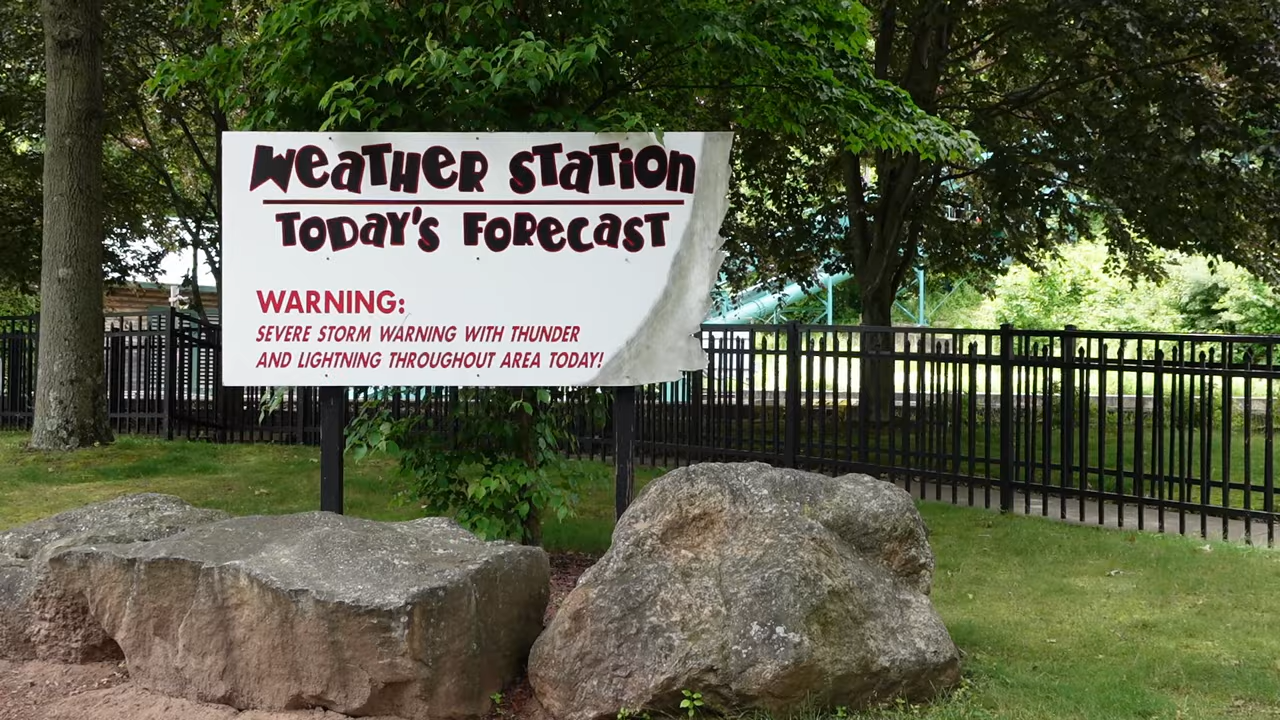 Weather Station
Today's Forecast
WARNING:
SEVERE STORM WARNING WITH THUNDER
AND LIGHTNING THROUGHOUT AREA TODAY!